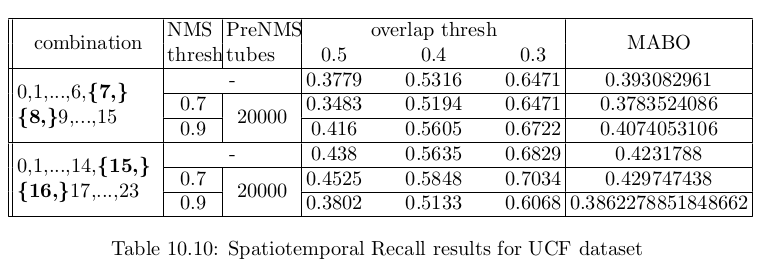 combination NMS thresh PreNMS tubes overlap thresh MABO
0.5 0.4 0.3
0,1,...,6,{7,} {8,}9,...,15 - 0.3779 0.5316 0.6471 0.393082961
0.7 20000 0.3483 0.5194 0.6471 0.3783524086
0.9 0.416 0.5605 0.6722 0.4074053106
0,1,...,14,{15,} {16,}17,...,23 - 0.438 0.5635 0.6829 0.4231788
0.7 20000 0.4525 0.5848 0.7034 0.429747438
0.9 0.3802 0.5133 0.6068 0.3862278851848662
Table 10.10: Spatiotemporal Recall results for UCF dataset